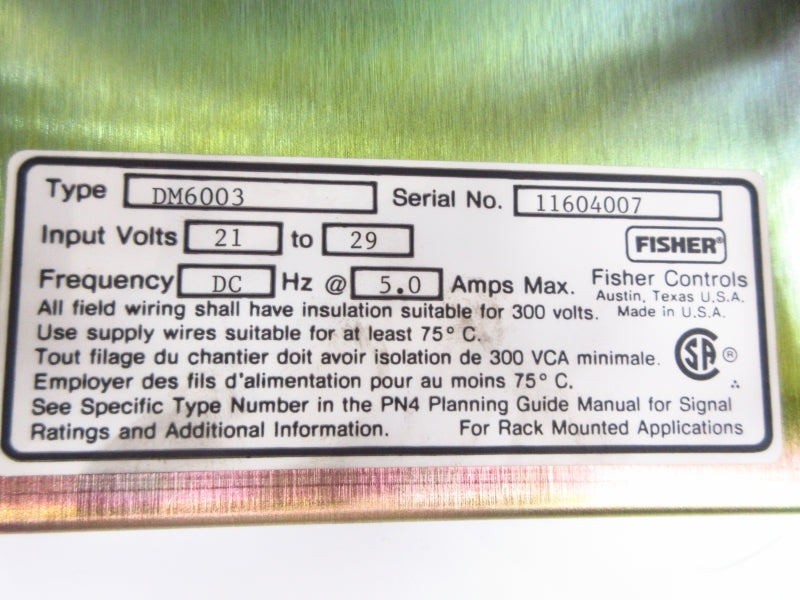 Type DM6003 Serial No. 11604007
Input Volts 21 to 29 FISHER®
Frequency DC Hz @ 5.0 Amps Max. Fisher Controls
Austin, Texas U.S.A.
All field wiring shall have insulation suitable for 300 volts. Made in U.S.A.
Use supply wires suitable for at least 75° C.
Tout filage du chantier doit avoir isolation de 300 VCA minimale. SA ®
Employer des fils d'alimentation pour au moins 75° C.
See Specific Type Number in the PN4 Planning Guide Manual for Signal
Ratings and Additional Information. For Rack Mounted Applications